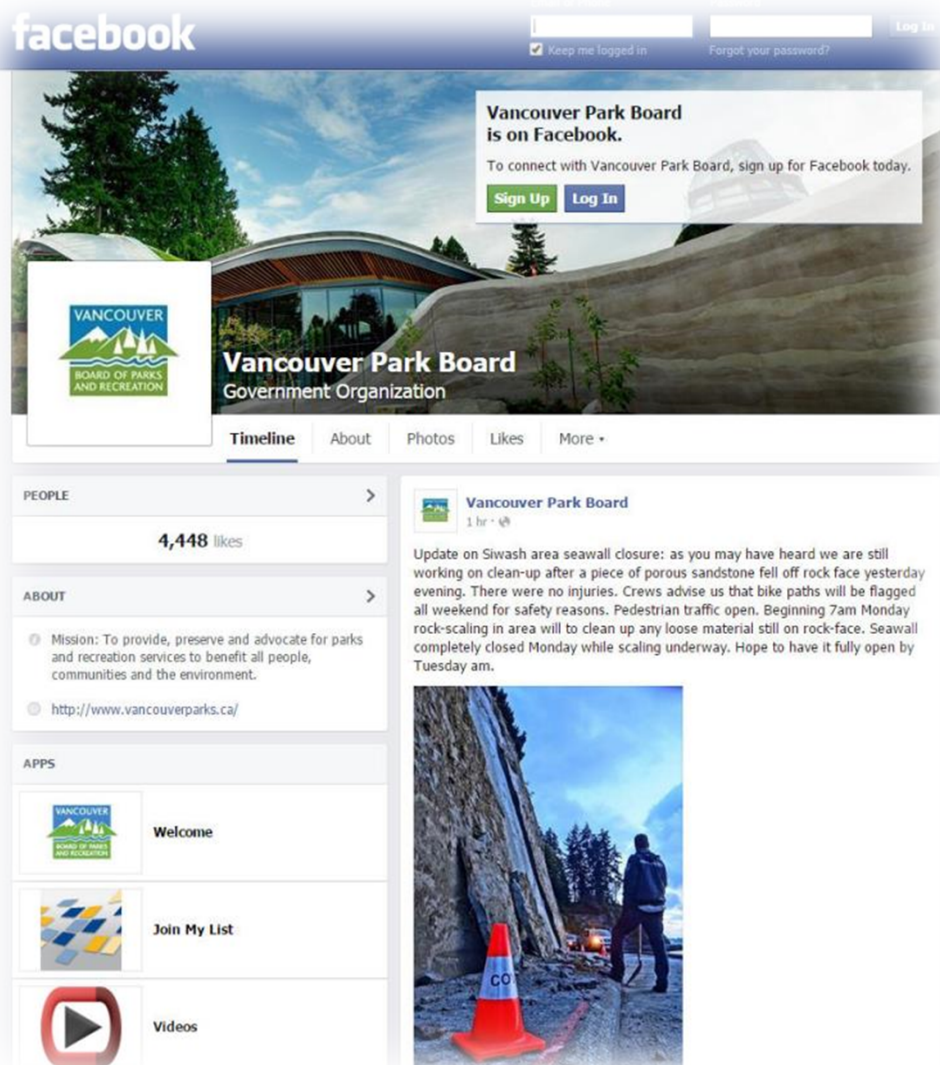 facebook
Keep me logged in
Forgot your password?
Log In
Vancouver Park Board
is on Facebook.
To connect with Vancouver Park Board, sign up for Facebook today.
Sign Up
Log In
VANCOUVER
BOARD OF PARKS
AND RECREATION
Vancouver Park Board
Government Organization
Timeline
About
Photos
Likes
More
PEOPLE
4,448 likes
ABOUT
Mission: To provide, preserve and advocate for parks
and recreation services to benefit all people,
communities and the environment.
http://www.vancouverparks.ca/
APPS
VANCOUVER
BOARD OF PARKS
AND RECREATION
Welcome
Join My List
Videos
Vancouver Park Board
1 hr ·
Update on Siwash area seawall closure: as you may have heard we are still
working on clean-up after a piece of porous sandstone fell off rock face yesterday
evening. There were no injuries. Crews advise us that bike paths will be flagged
all weekend for safety reasons. Pedestrian traffic open. Beginning 7am Monday
rock-scaling in area will to clean up any loose material still on rock-face. Seawall
completely closed Monday while scaling underway. Hope to have it fully open by
Tuesday am.
CO